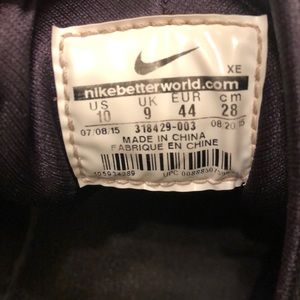 XE
nikebetterworld.com
US UK EUR cm
10 9 44 28
07/08/15 318429-003 08/20/15
MADE IN CHINA
FABRIQUE EN CHINE
UPC